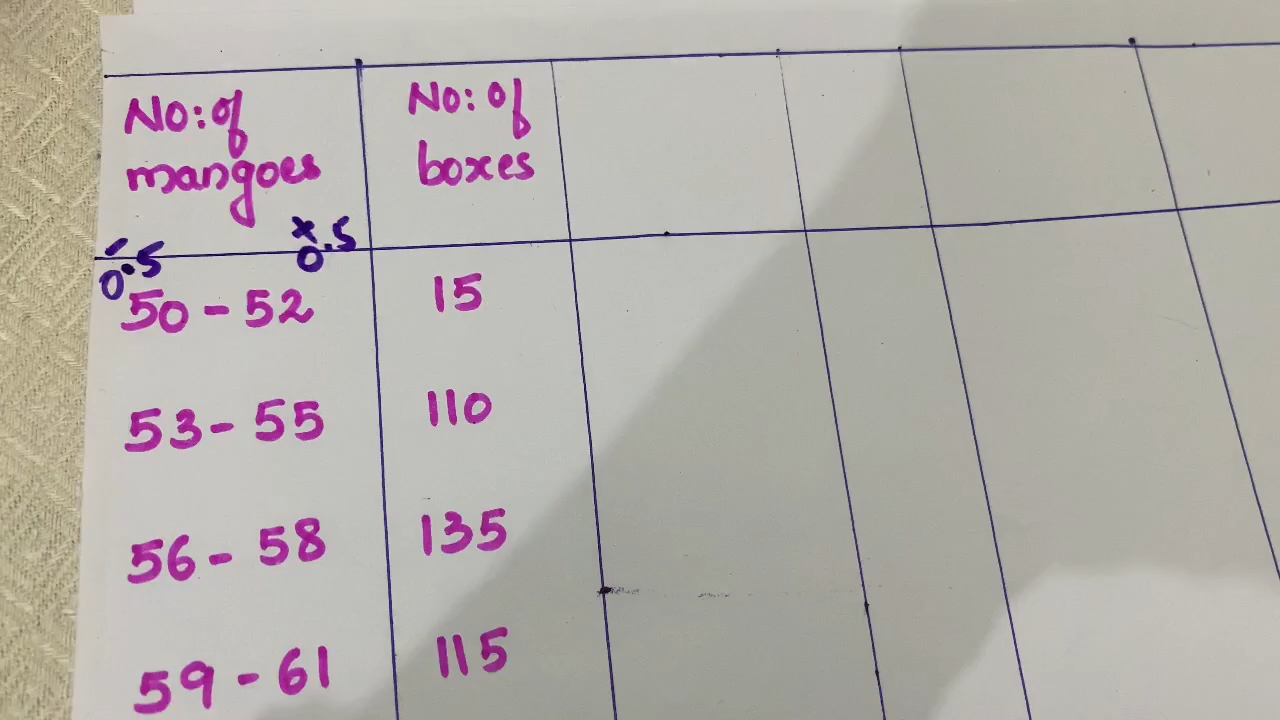 No: of mangoes
No: of boxes
- 0.5
+ 0.5
50 - 52 15
53 - 55 110
56 - 58 135
59 - 61 115